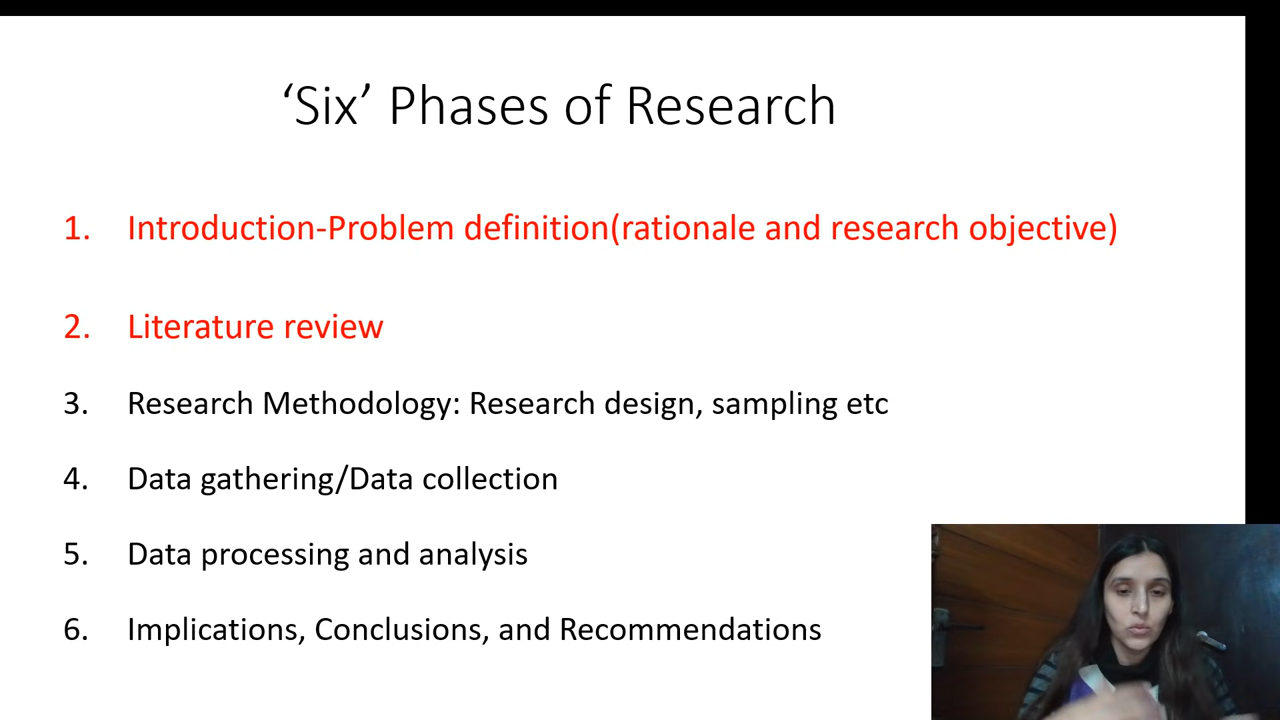 ‘Six’ Phases of Research
1. Introduction-Problem definition(rationale and research objective)
2. Literature review
3. Research Methodology: Research design, sampling etc
4. Data gathering/Data collection
5. Data processing and analysis
6. Implications, Conclusions, and Recommendations